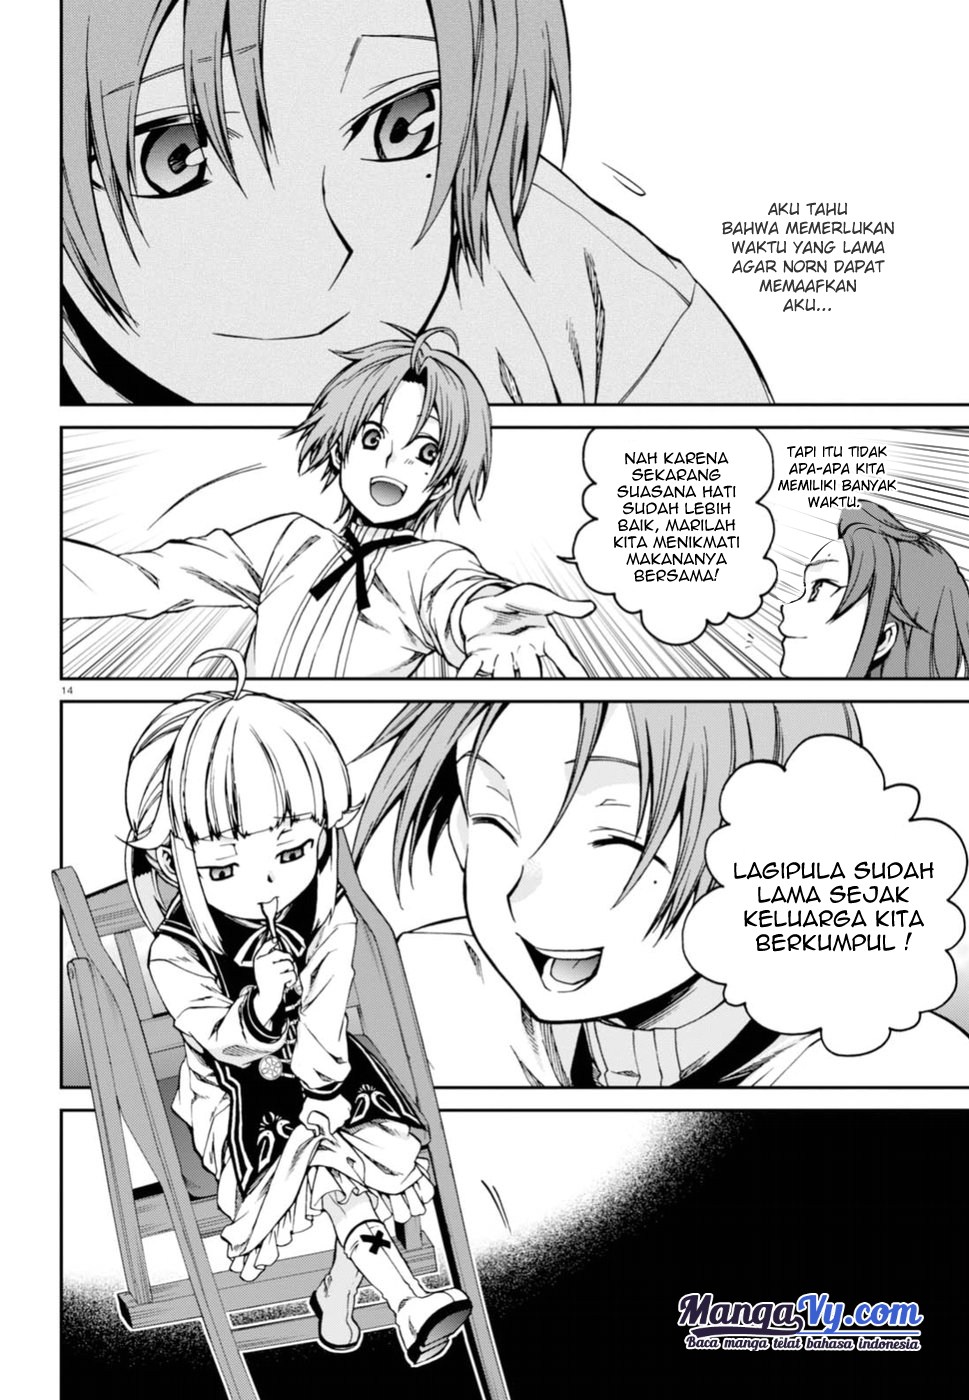 AKU TAHU
BAHWA MEMERLUKAN
WAKTU YANG LAMA
AGAR NORN DAPAT
MEMAAFKAN
AKU...
TAPI ITU TIDAK
APA-APA KITA
MEMILIKI BANYAK
WAKTU.
NAH KARENA
SEKARANG
SUASANA HATI
SUDAH LEBIH
BAIK, MARILAH
KITA MENIKMATI
MAKANANYA
BERSAMA!
14
LAGIPULA SUDAH
LAMA SEJAK
KELUARGA KITA
BERKUMPUL !
MangaVy.com
Baca manga telat bahasa indonesia